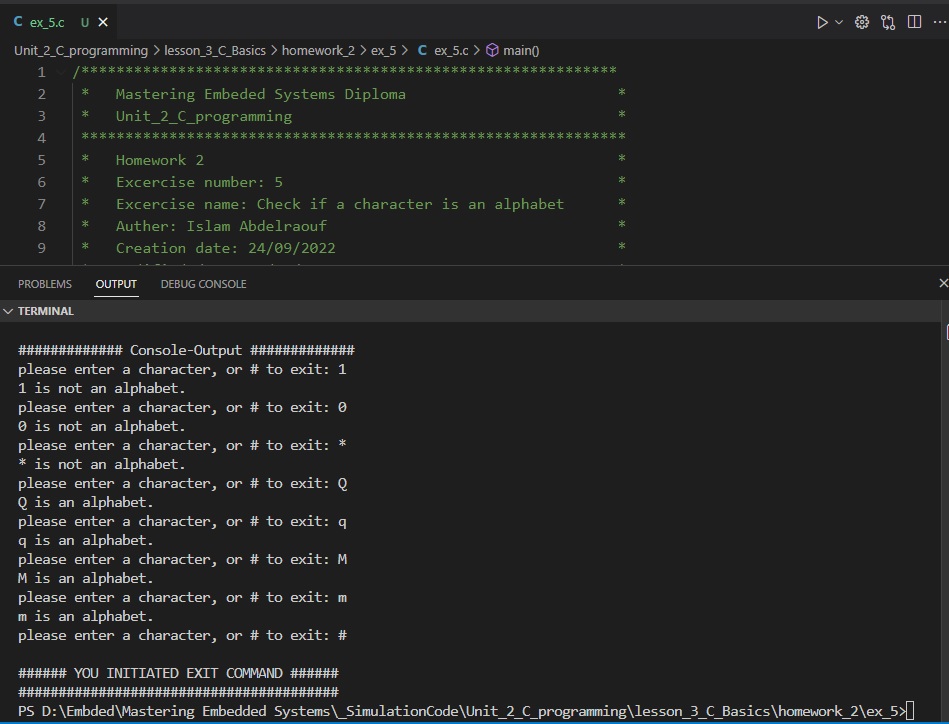 C ex_5.c U
Unit_2_C_programming > lesson_3_C_Basics > homework_2 > ex_5 > C ex_5.c > main()
1 /*************************************************************
2 * Mastering Embeded Systems Diploma *
3 * Unit_2_C_programming *
4 **************************************************************
5 * Homework 2 *
6 * Excercise number: 5 *
7 * Excercise name: Check if a character is an alphabet *
8 * Auther: Islam Abdelraouf *
9 * Creation date: 24/09/2022 *
PROBLEMS OUTPUT DEBUG CONSOLE
TERMINAL
############# Console-Output #############
please enter a character, or # to exit: 1
1 is not an alphabet.
please enter a character, or # to exit: 0
0 is not an alphabet.
please enter a character, or # to exit: *
* is not an alphabet.
please enter a character, or # to exit: Q
Q is an alphabet.
please enter a character, or # to exit: q
q is an alphabet.
please enter a character, or # to exit: M
M is an alphabet.
please enter a character, or # to exit: m
m is an alphabet.
please enter a character, or # to exit: #
###### YOU INITIATED EXIT COMMAND ######
########################################
PS D:\Embded\Mastering Embedded Systems\_SimulationCode\Unit_2_C_programming\lesson_3_C_Basics\homework_2\ex_5>